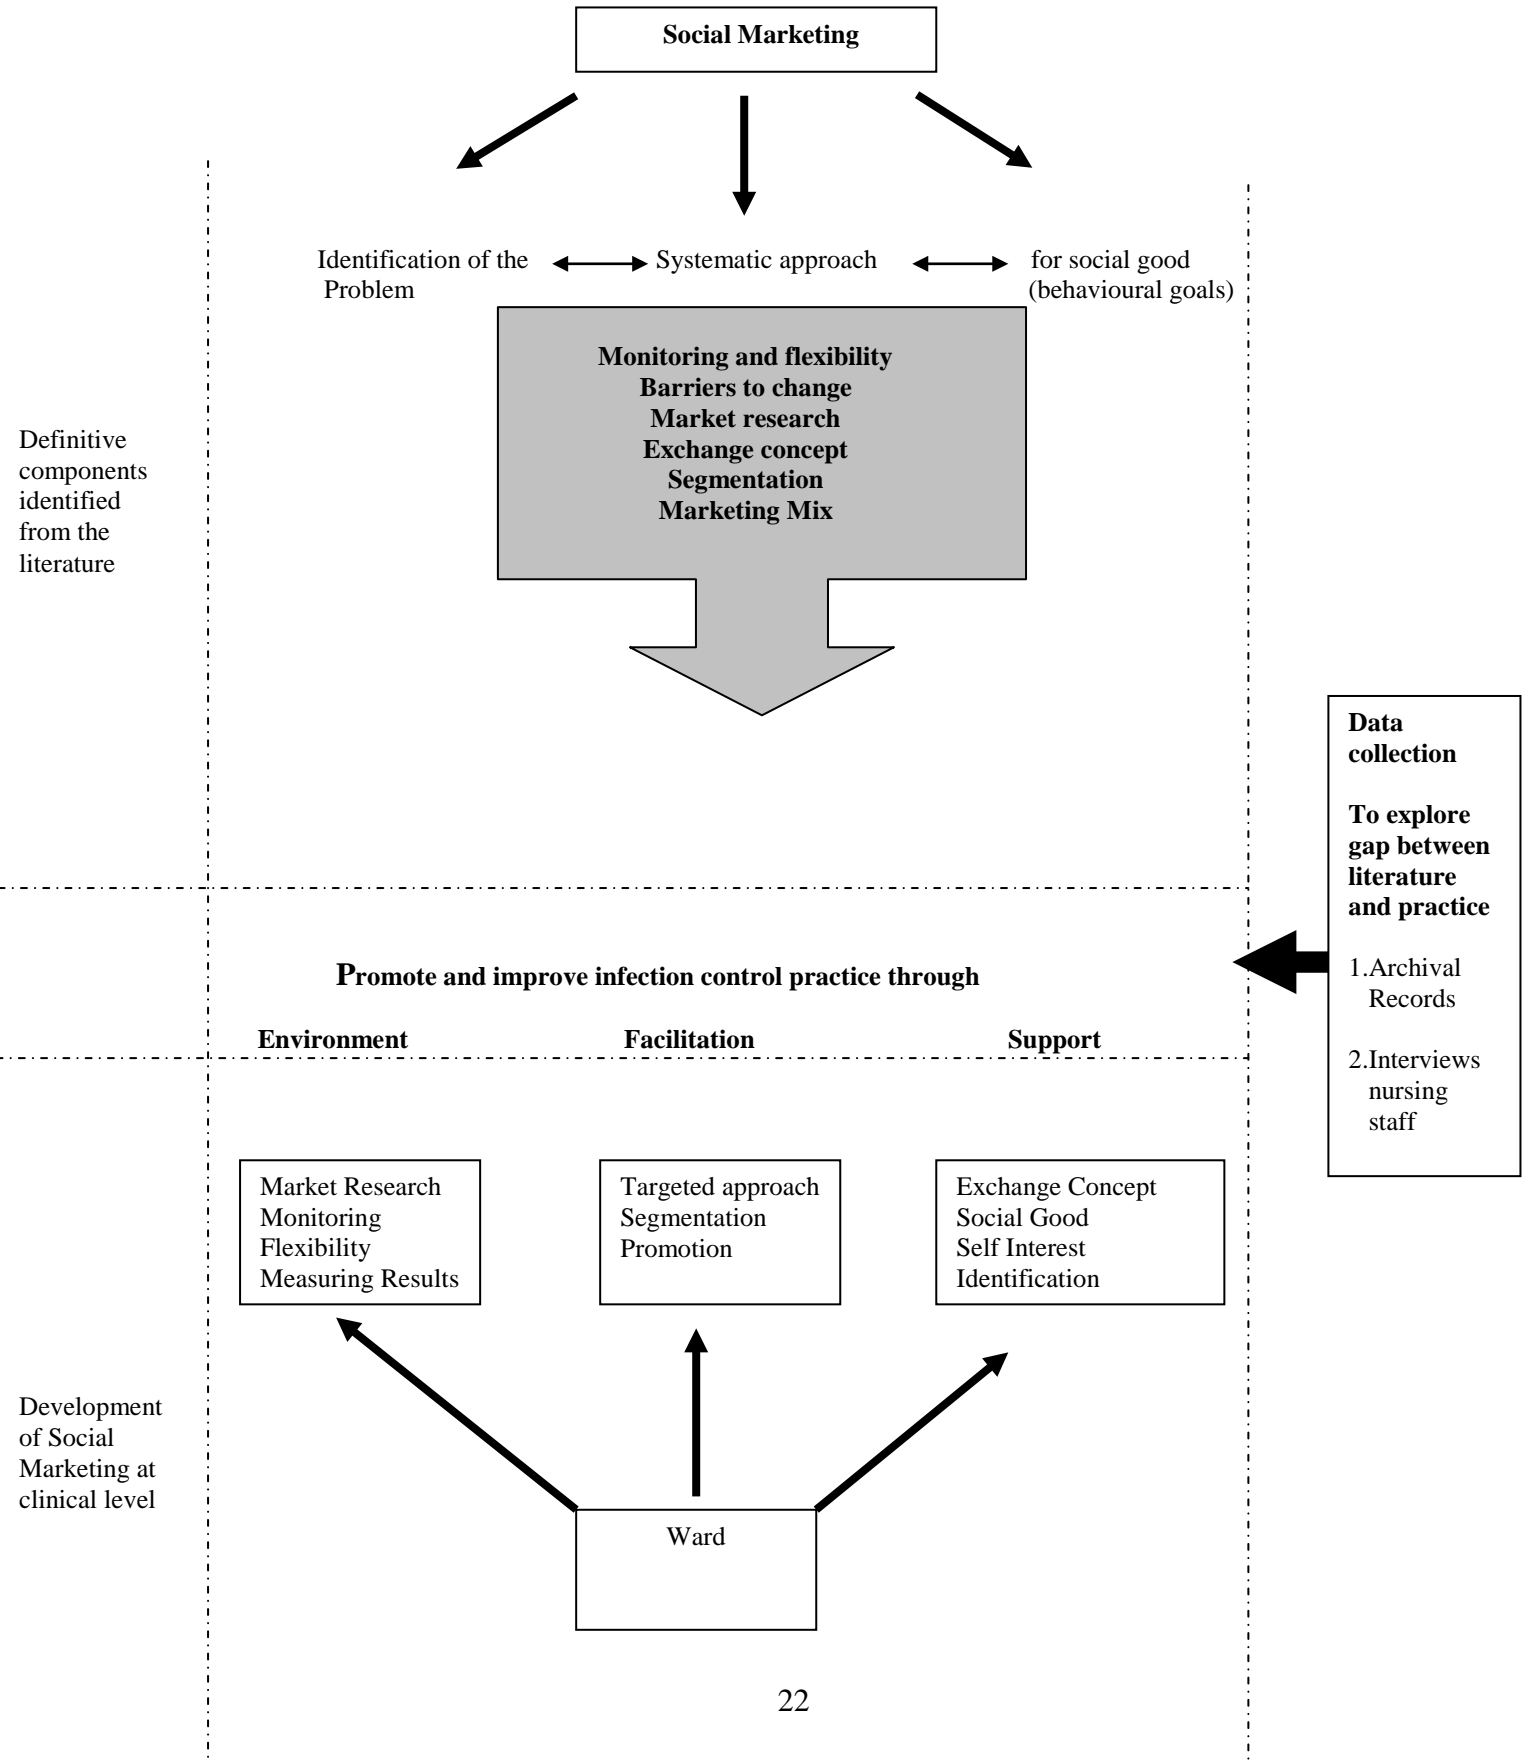 Social Marketing
Identification of the
Problem
Systematic approach
for social good
(behavioural goals)
Monitoring and flexibility
Barriers to change
Market research
Exchange concept
Segmentation
Marketing Mix
Definitive
components
identified
from the
literature
Data
collection
To explore
gap between
literature
and practice
1.Archival
Records
2.Interviews
nursing
staff
Promote and improve infection control practice through
Environment
Facilitation
Support
Market Research
Monitoring
Flexibility
Measuring Results
Targeted approach
Segmentation
Promotion
Exchange Concept
Social Good
Self Interest
Identification
Development
of Social
Marketing at
clinical level
Ward
22